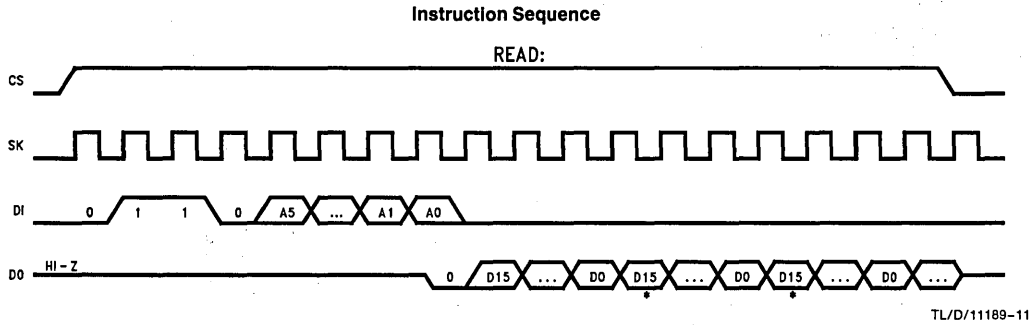 Instruction Sequence
READ:
CS
SK
DI 0 1 1 0 A5 ... A1 A0
DO HI-Z 0 D15 ... D0 D15 ... D0 D15 ... D0 ...
* *
TL/D/11189-11